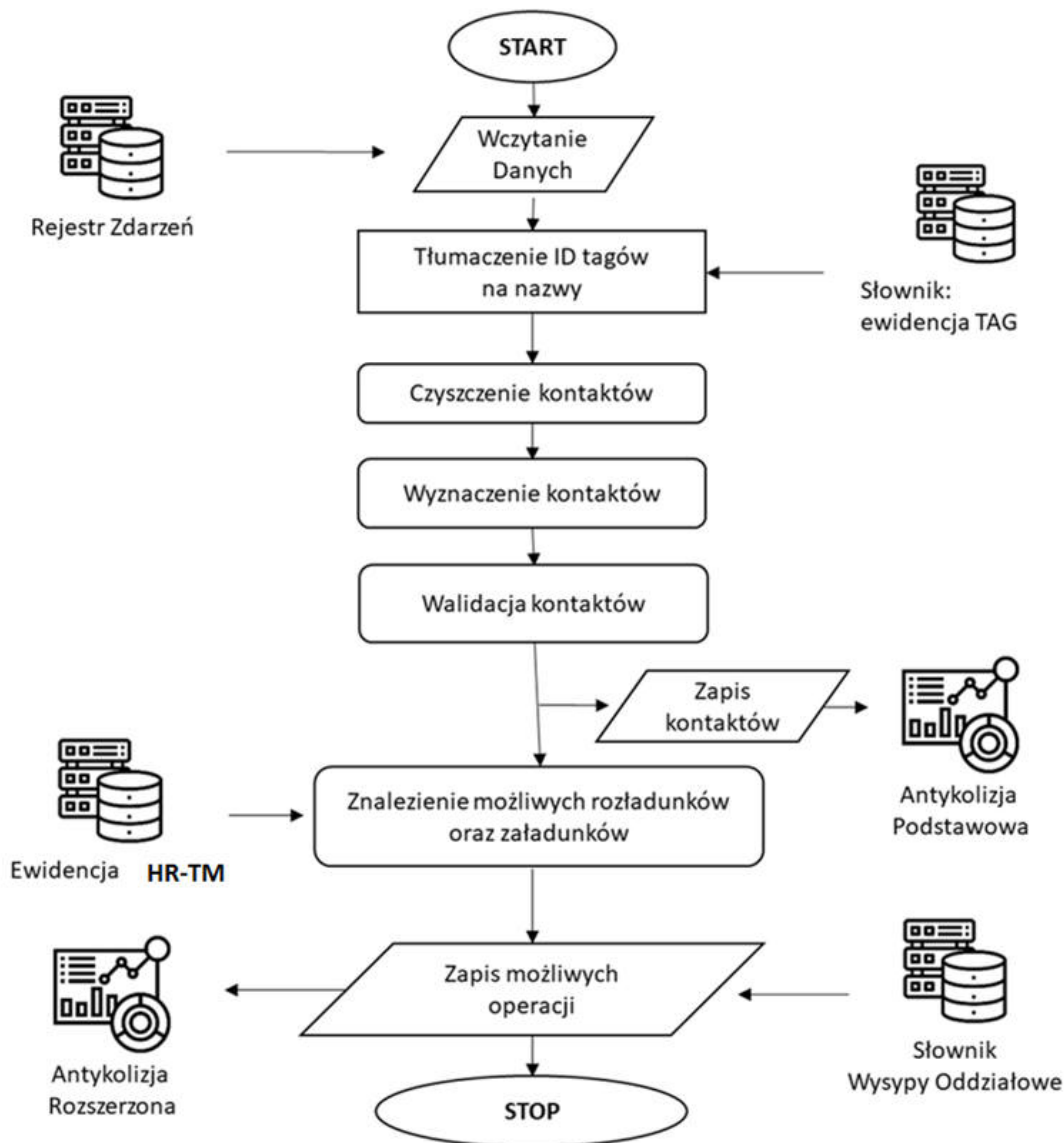 START
Wczytanie
Danych
Rejestr Zdarzeń
Tłumaczenie ID tagów
na nazwy
Słownik:
ewidencja TAG
Czyszczenie kontaktów
Wyznaczenie kontaktów
Walidacja kontaktów
Zapis
kontaktów
Antykolizja
Podstawowa
Znalezienie możliwych rozładunków
oraz załadunków
Ewidencja HR-TM
Zapis możliwych
operacji
Antykolizja
Rozszerzona
Słownik
Wysypy Oddziałowe
STOP